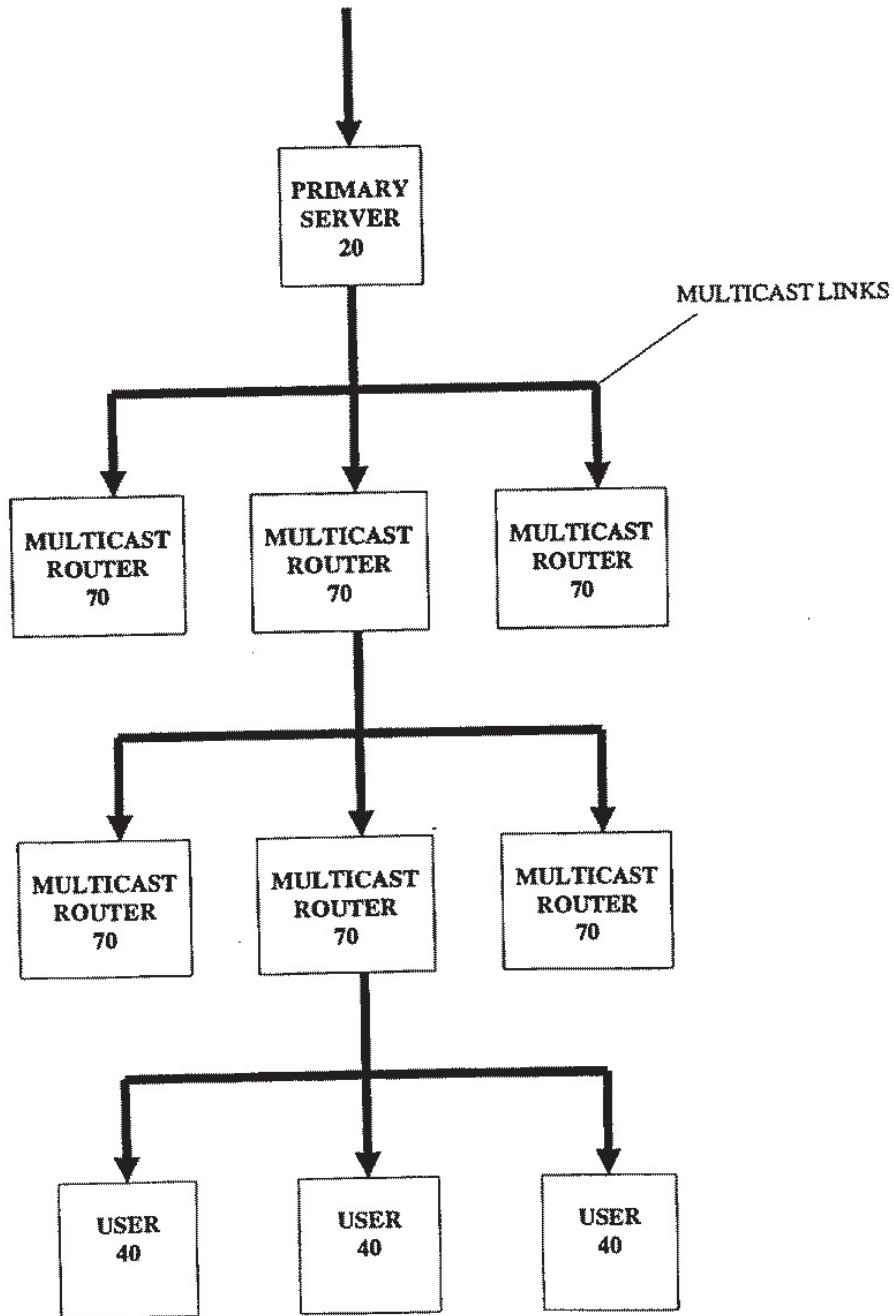 PRIMARY
SERVER
20
MULTICAST LINKS
MULTICAST
ROUTER
70
MULTICAST
ROUTER
70
MULTICAST
ROUTER
70
MULTICAST
ROUTER
70
MULTICAST
ROUTER
70
MULTICAST
ROUTER
70
USER
40
USER
40
USER
40